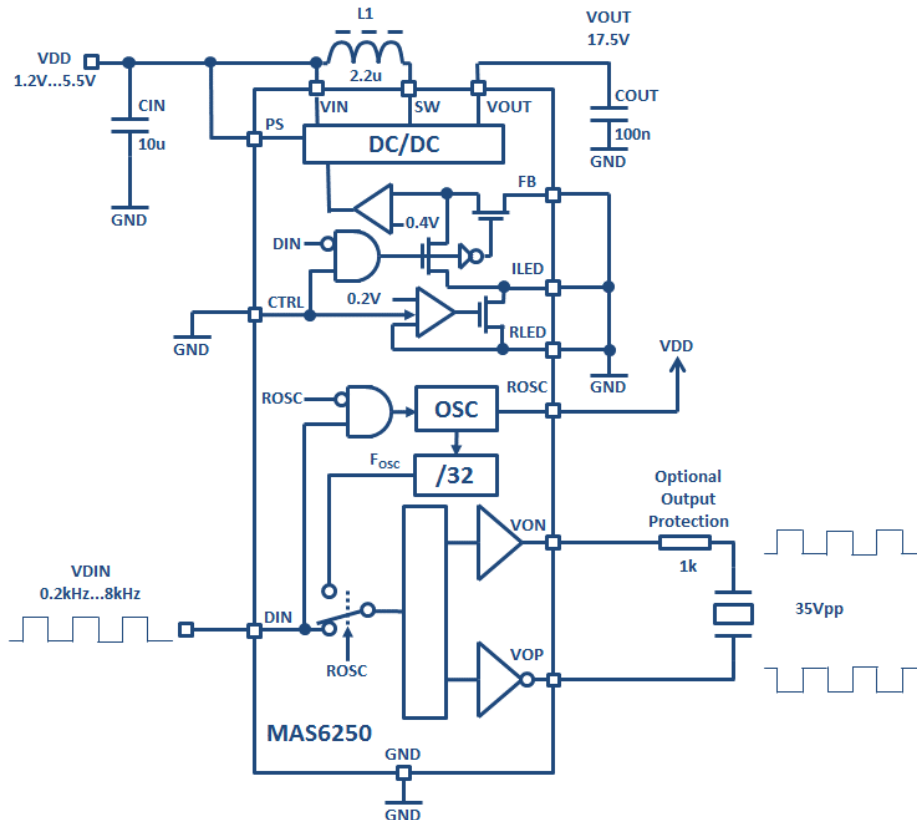 L1
VOUT
17.5V
VDD
1.2V...5.5V
2.2u
CIN
10u
VIN
SW
VOUT
COUT
100n
PS
DC/DC
GND
GND
FB
0.4V
DIN
ILED
CTRL
0.2V
RLED
GND
VDD
GND
ROSC
ROSC
OSC
FOSC
/32
Optional
Output
Protection
VON
1k
VDIN
0.2kHz...8kHz
DIN
35Vpp
ROSC
VOP
MAS6250
GND
GND